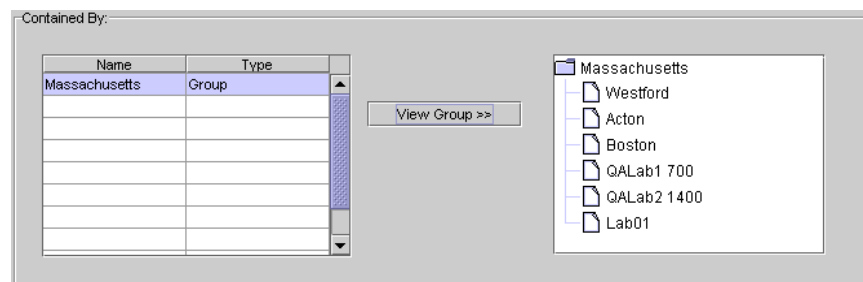 Contained By:
Name Type
Massachusetts Group
View Group >>
Massachusetts
Westford
Acton
Boston
QALab1 700
QALab2 1400
Lab01